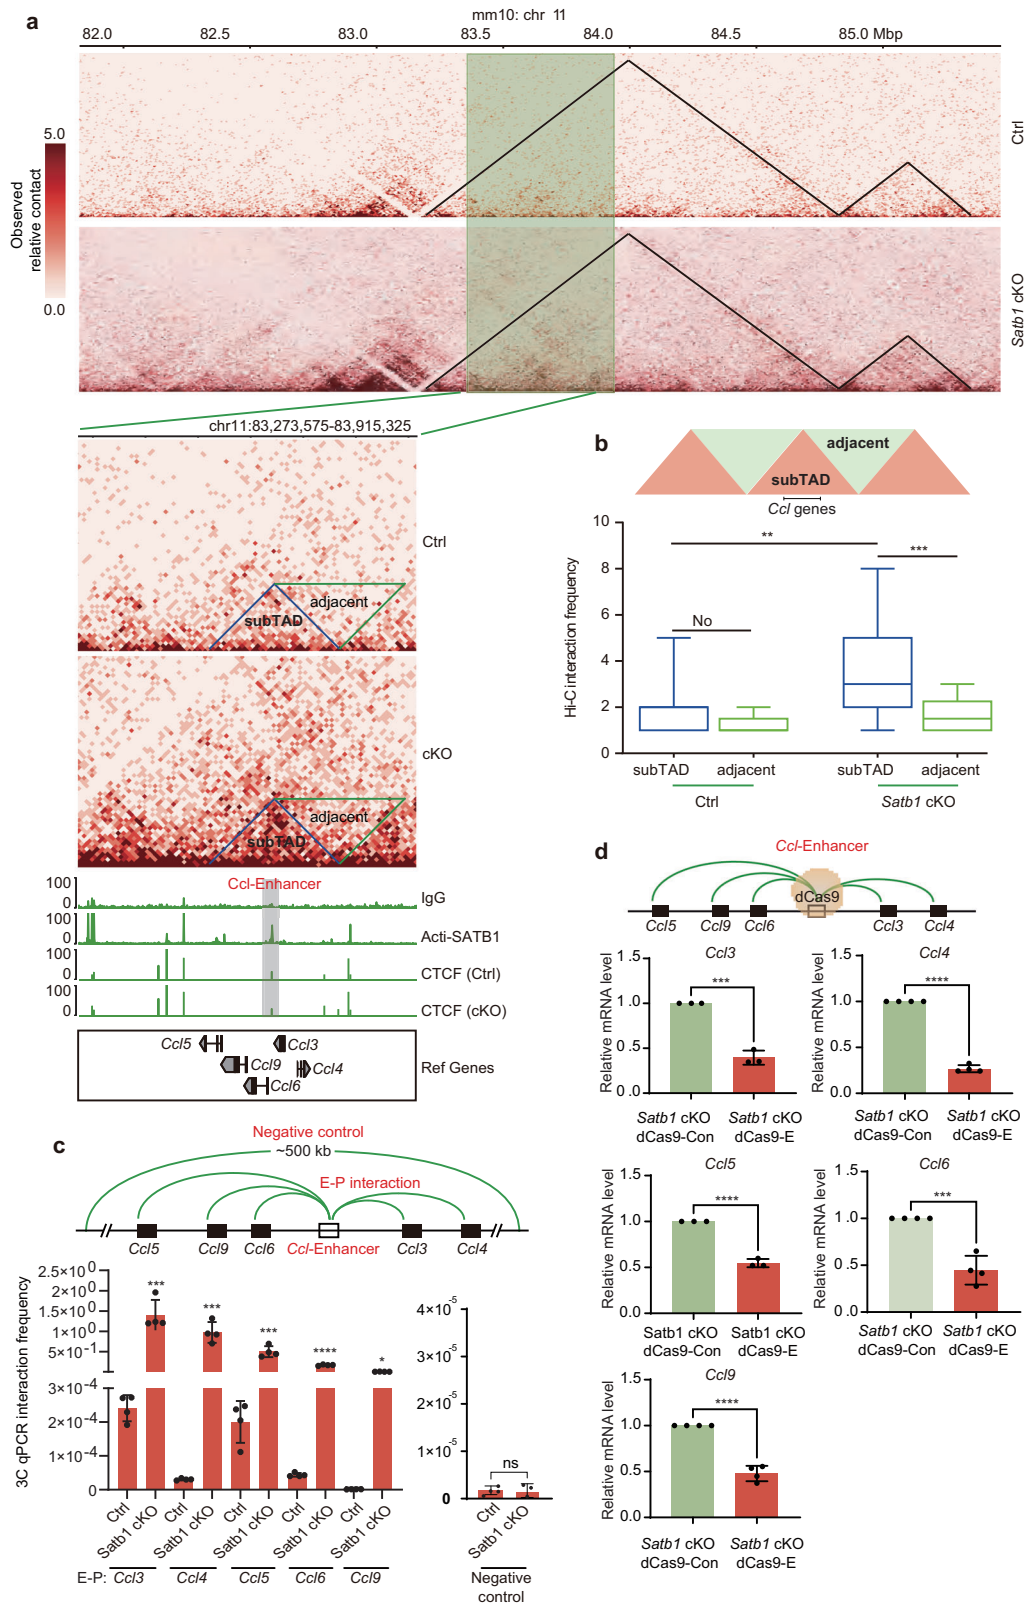 a
mm10: chr 11
82.0 82.5 83.0 83.5 84.0 84.5 85.0 Mbp
5.0
Observed relative contact
0.0
Ctrl
Satb1 cKO
chr11:83,273,575-83,915,325
Ctrl
subTAD
adjacent
cKO
subTAD
adjacent
Ccl-Enhancer
100
0
IgG
100
0
Acti-SATB1
100
0
CTCF (Ctrl)
100
0
CTCF (cKO)
Ccl5 Ccl3
Ccl9 Ccl4
Ccl6
Ref Genes
b
adjacent
subTAD
Ccl genes
Hi-C interaction frequency
10
8
6
4
2
0
**
***
No
subTAD adjacent subTAD adjacent
Ctrl Satb1 cKO
c
Negative control
~500 kb
E-P interaction
Ccl5 Ccl9 Ccl6 Ccl-Enhancer Ccl3 Ccl4
3C qPCR interaction frequency
2.5×10⁰
2×10⁰
1.5×10⁰
1×10⁰
5×10⁻¹
3×10⁻⁴
2×10⁻⁴
1×10⁻⁴
0
*** *** *** **** *
Ctrl Satb1 cKO Ctrl Satb1 cKO Ctrl Satb1 cKO Ctrl Satb1 cKO Ctrl Satb1 cKO
E-P: Ccl3 Ccl4 Ccl5 Ccl6 Ccl9
4×10⁻⁵
3×10⁻⁵
2×10⁻⁵
1×10⁻⁵
0
ns
Ctrl Satb1 cKO
Negative control
d
Ccl-Enhancer
dCas9
Ccl5 Ccl9 Ccl6 Ccl3 Ccl4
Ccl3
Relative mRNA level
1.5
1.0
0.5
0.0
***
Satb1 cKO Satb1 cKO
dCas9-Con dCas9-E
Ccl4
Relative mRNA level
1.5
1.0
0.5
0.0
****
Satb1 cKO Satb1 cKO
dCas9-Con dCas9-E
Ccl5
Relative mRNA level
1.5
1.0
0.5
0.0
****
Satb1 cKO Satb1 cKO
dCas9-Con dCas9-E
Ccl6
Relative mRNA level
1.5
1.0
0.5
0.0
***
Satb1 cKO Satb1 cKO
dCas9-Con dCas9-E
Ccl9
Relative mRNA level
1.5
1.0
0.5
0.0
****
Satb1 cKO Satb1 cKO
dCas9-Con dCas9-E